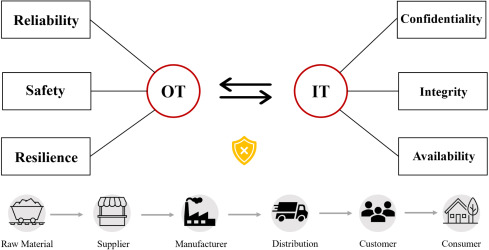 Reliability
Confidentiality
Safety
OT
IT
Integrity
Resilience
Availability
Raw Material
Supplier
Manufacturer
Distribution
Customer
Consumer